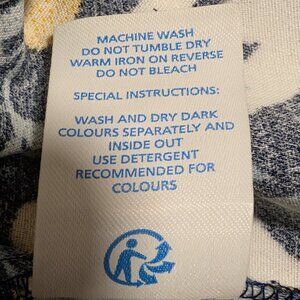 MACHINE WASH
DO NOT TUMBLE DRY
WARM IRON ON REVERSE
DO NOT BLEACH
SPECIAL INSTRUCTIONS:
WASH AND DRY DARK
COLOURS SEPARATELY AND
INSIDE OUT
USE DETERGENT
RECOMMENDED FOR
COLOURS